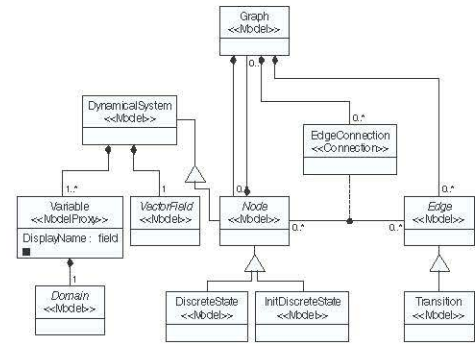 Graph
<<Model>>
0..
DynamicalSystem
<<Model>>
EdgeConnection
<<Connection>>
0..*
0..*
1..*
1
0..
Variable
<<ModelProxy>>
DisplayName : field
VectorField
<<Model>>
Node
<<Model>>
0..*
0..*
Edge
<<Model>>
1
Domain
<<Model>>
DiscreteState
<<Model>>
InitDiscreteState
<<Model>>
Transition
<<Model>>